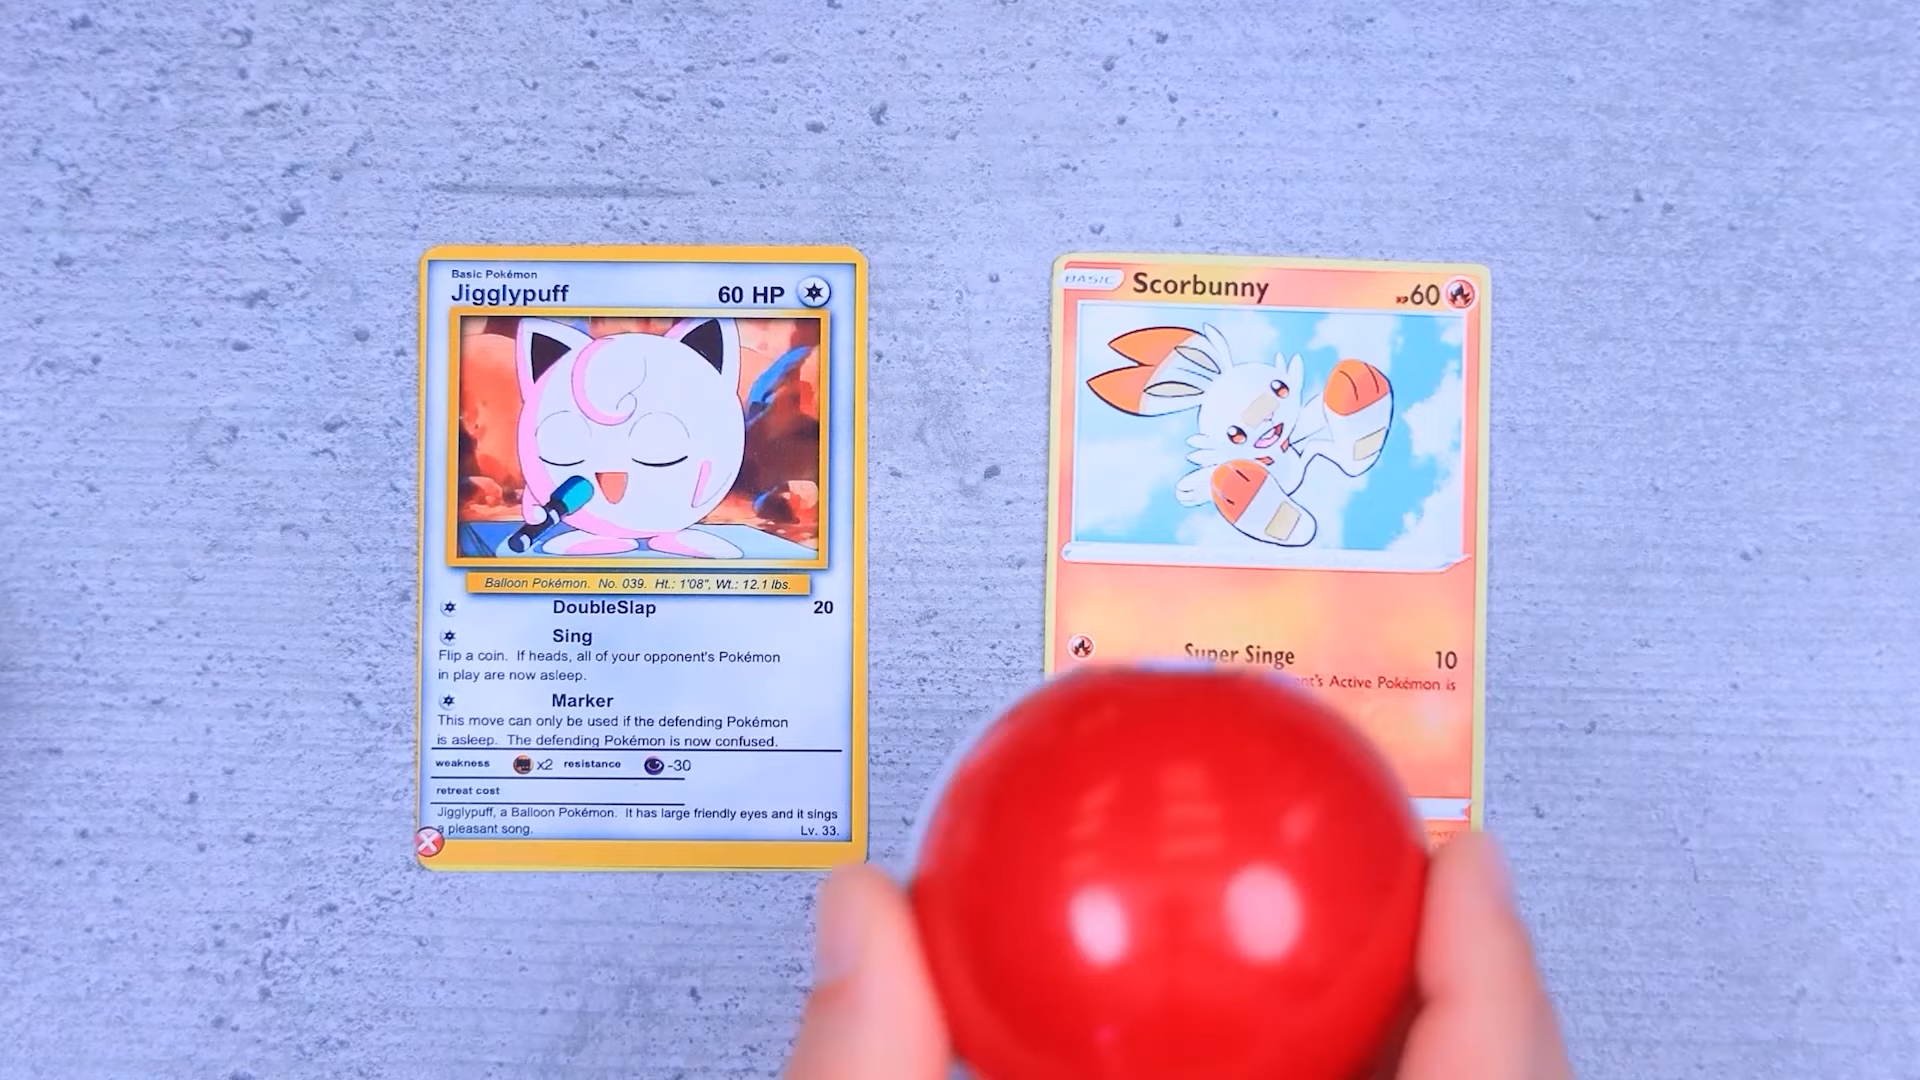 Basic Pokémon
Jigglypuff 60 HP
Balloon Pokémon. No. 039. Ht.: 1'08", Wt.: 12.1 lbs.
DoubleSlap 20
Sing
Flip a coin. If heads, all of your opponent's Pokémon
in play are now asleep.
Marker
This move can only be used if the defending Pokémon
is asleep. The defending Pokémon is now confused.
weakness x2 resistance -30
retreat cost
Jigglypuff, a Balloon Pokémon. It has large friendly eyes and it sings
a pleasant song. Lv. 33.
BASIC Scorbunny 60
Super Singe 10
Active Pokémon is